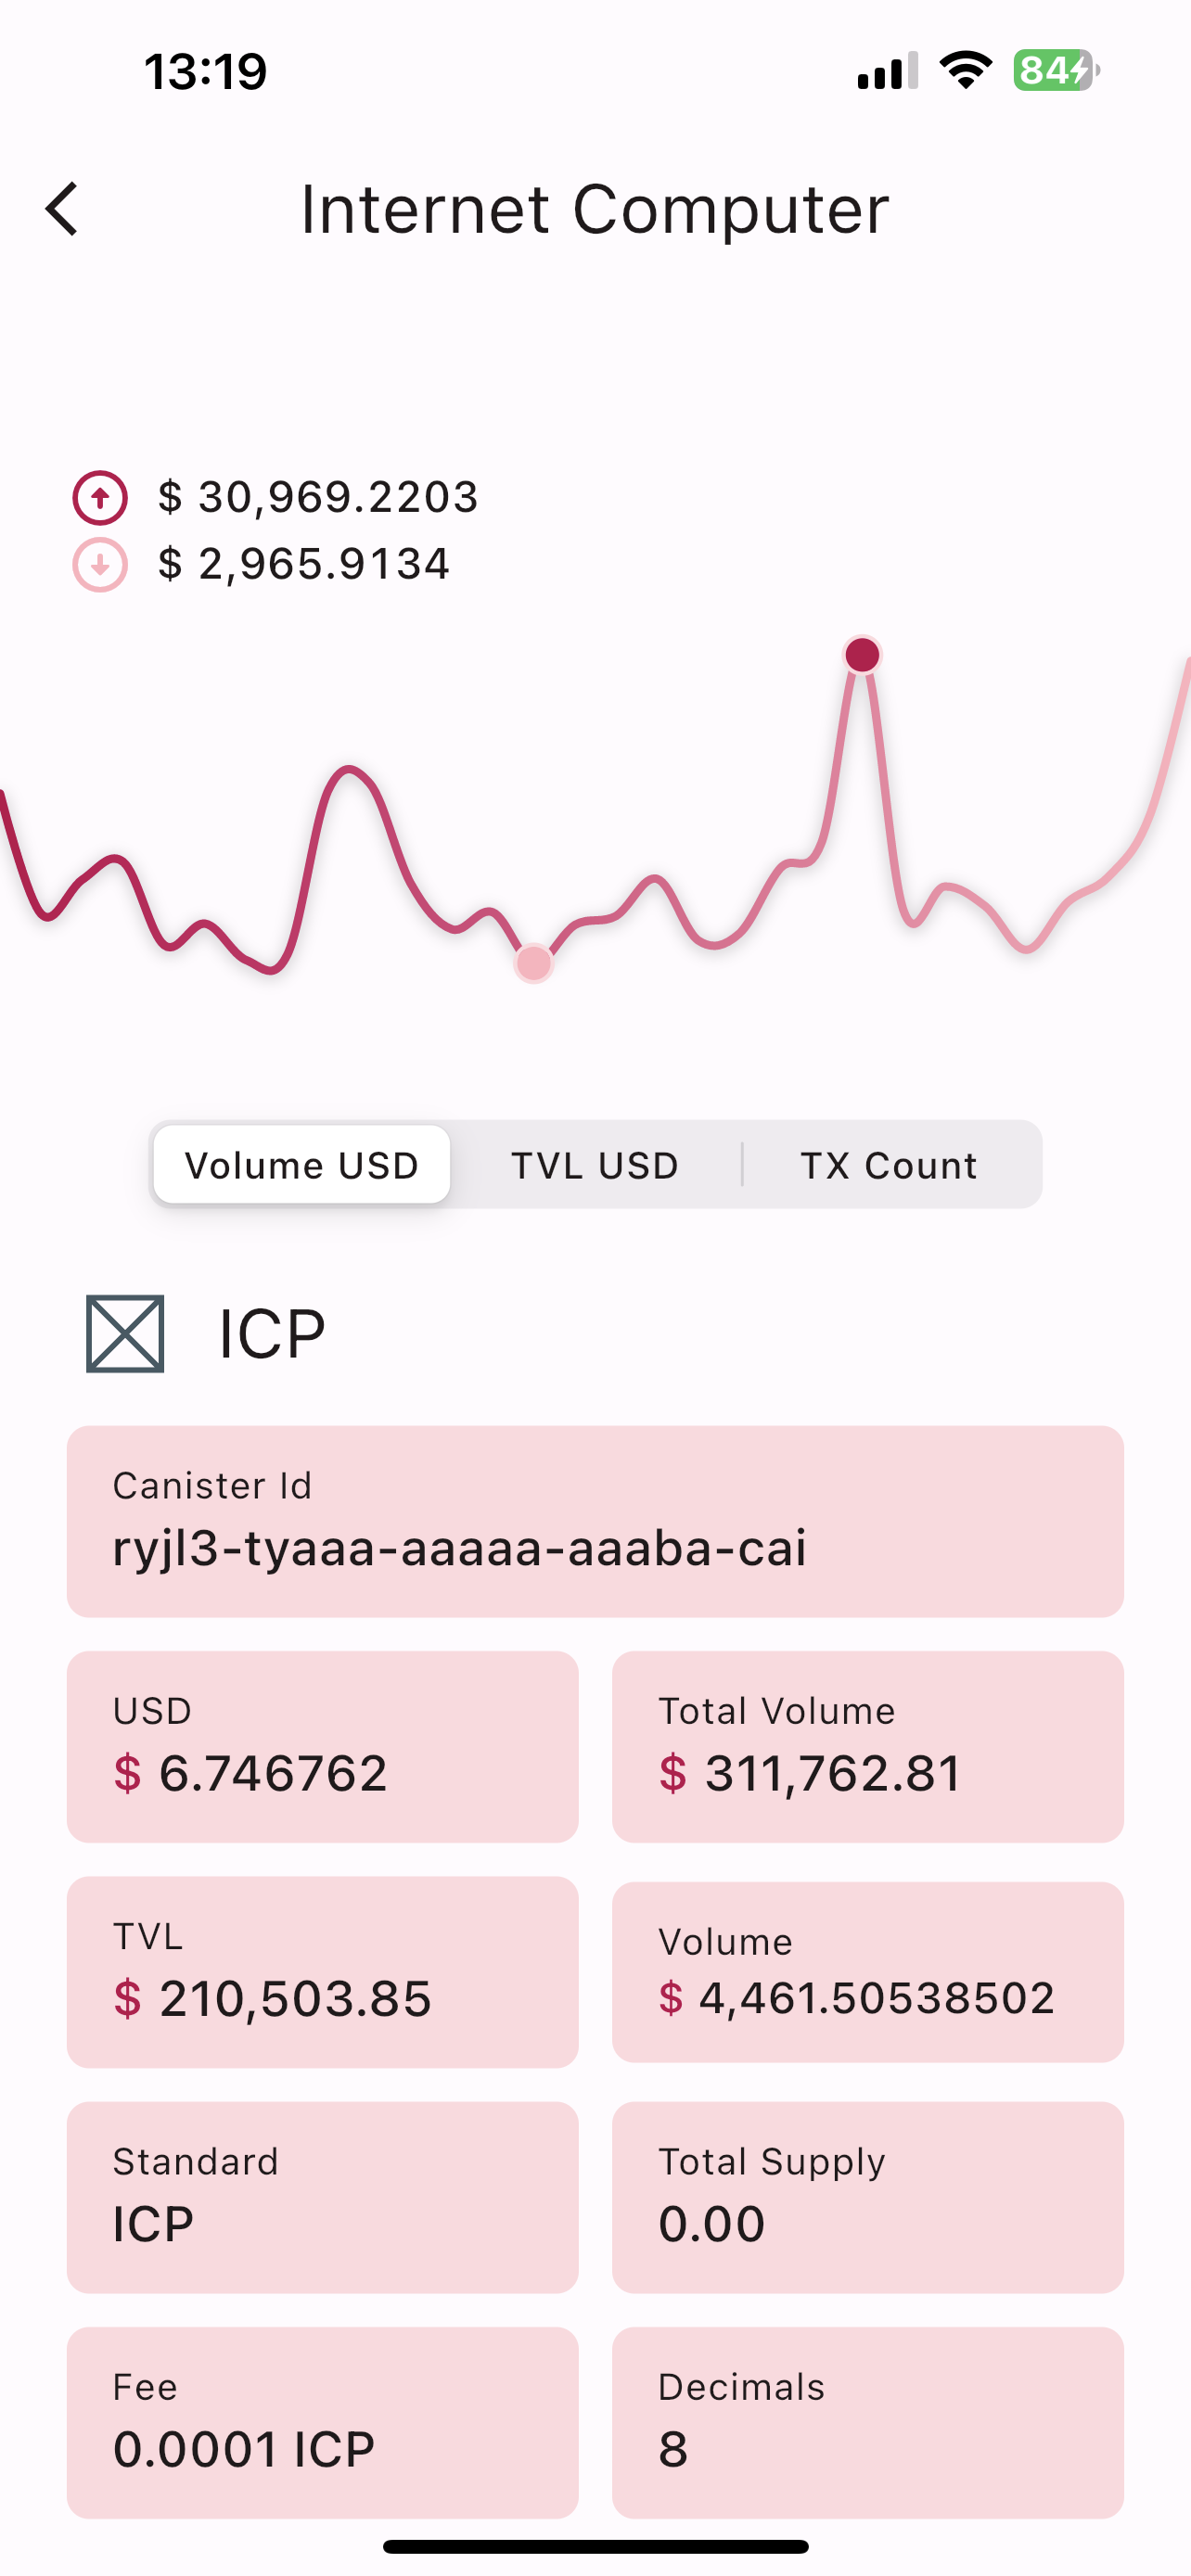 13:19
84
Internet Computer
$ 30,969.2203
$ 2,965.9134
Volume USD
TVL USD
TX Count
ICP
Canister Id
ryjl3-tyaaa-aaaaa-aaaba-cai
USD
$ 6.746762
Total Volume
$ 311,762.81
TVL
$ 210,503.85
Volume
$ 4,461.50538502
Standard
ICP
Total Supply
0.00
Fee
0.0001 ICP
Decimals
8